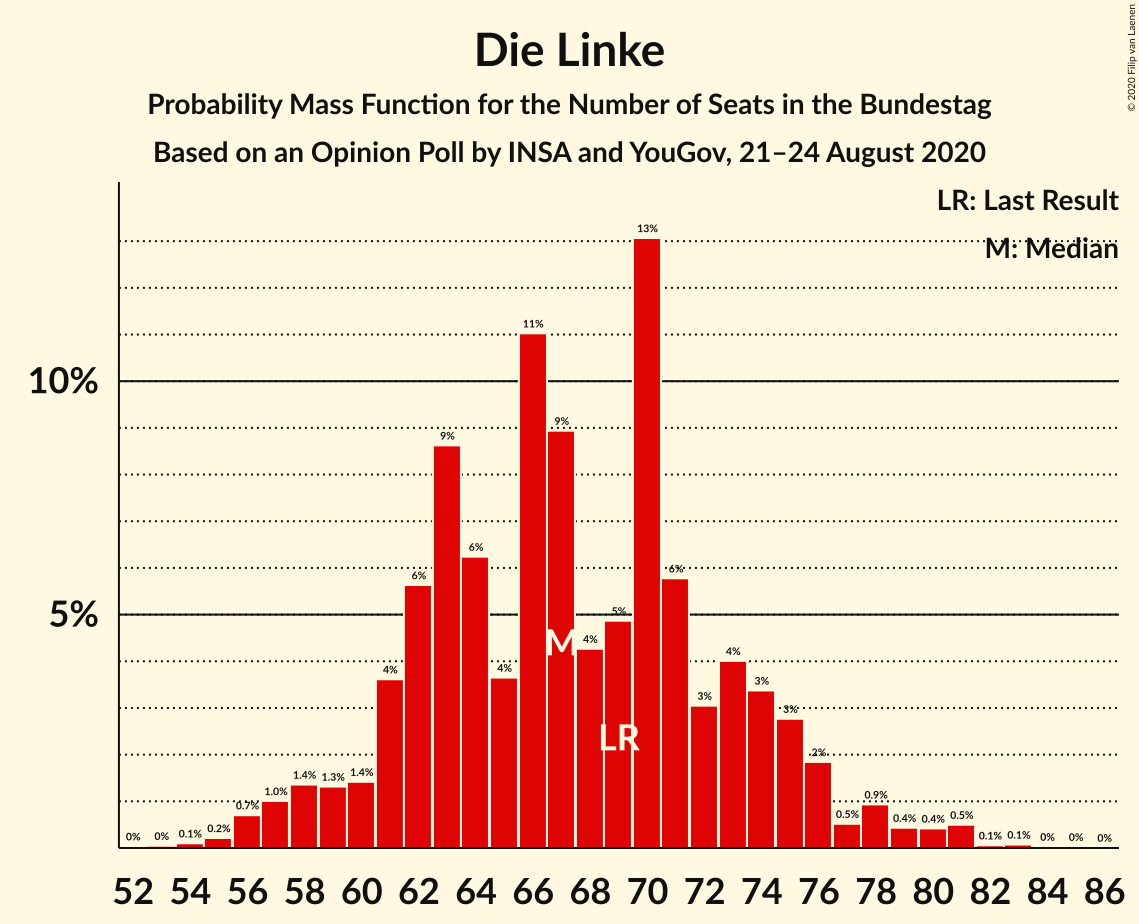 Die Linke
Probability Mass Function for the Number of Seats in the Bundestag
Based on an Opinion Poll by INSA and YouGov, 21–24 August 2020
© 2020 Filip van Laenen
LR: Last Result
M: Median
10%
5%
0% 0% 0.1% 0.2% 0.7% 1.0% 1.4% 1.3% 1.4% 4% 6% 9% 6% 4% 11% 9% 4% 5% 13% 6% 3% 4% 3% 3% 2% 0.5% 0.9% 0.4% 0.4% 0.5% 0.1% 0.1% 0% 0% 0%
M
LR
52 54 56 58 60 62 64 66 68 70 72 74 76 78 80 82 84 86